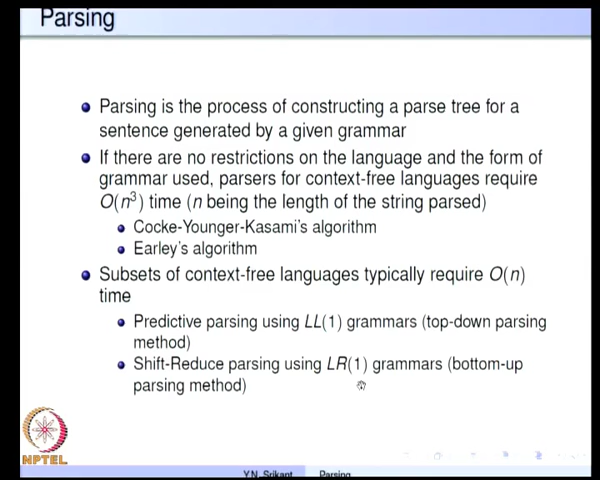 Parsing
Parsing is the process of constructing a parse tree for a
sentence generated by a given grammar
If there are no restrictions on the language and the form of
grammar used, parsers for context-free languages require
O(n³) time (n being the length of the string parsed)
Cocke-Younger-Kasami's algorithm
Earley's algorithm
Subsets of context-free languages typically require O(n)
time
Predictive parsing using LL(1) grammars (top-down parsing
method)
Shift-Reduce parsing using LR(1) grammars (bottom-up
parsing method)
NPTEL
Y.N. Srikant Parsing